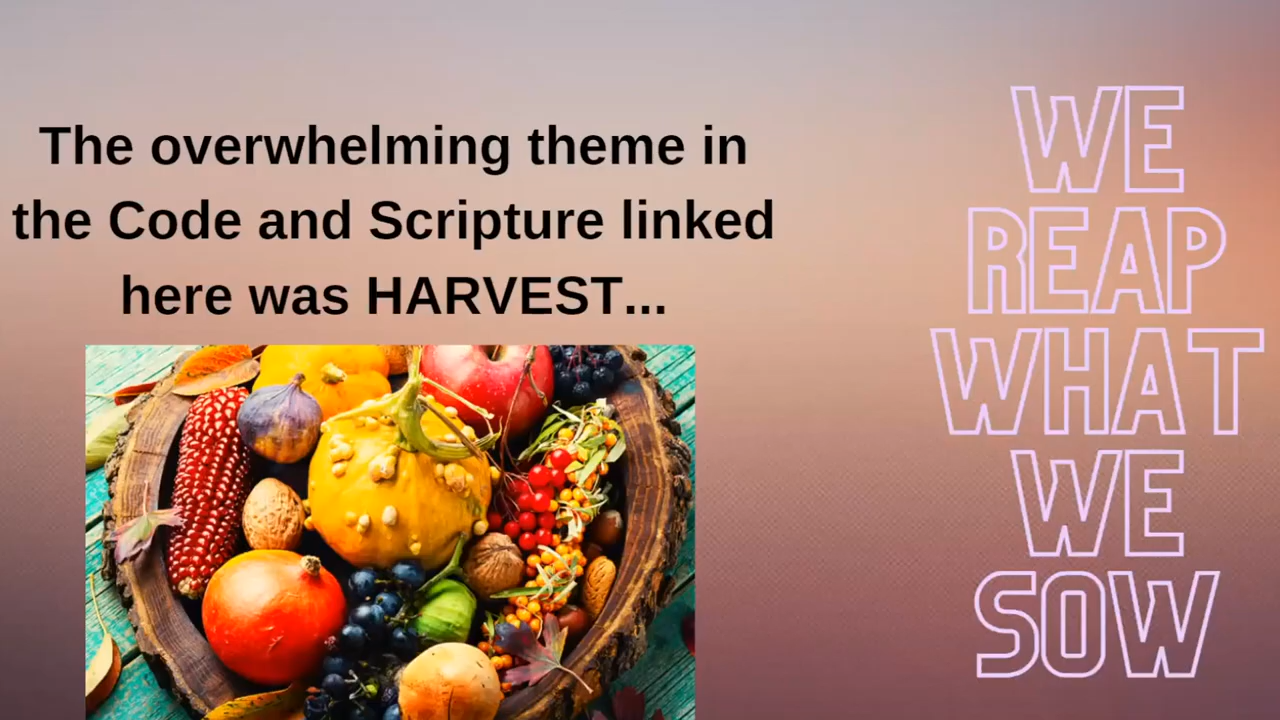 The overwhelming theme in
the Code and Scripture linked
here was HARVEST...
WE
REAP
WHAT
WE
SOW